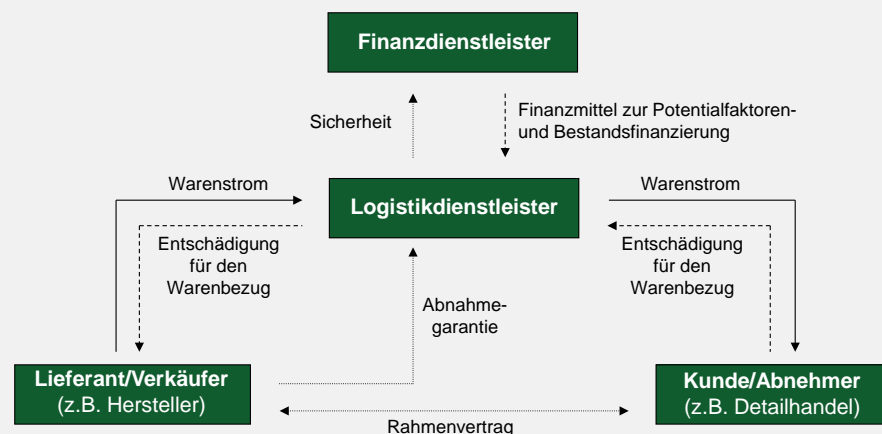 Finanzdienstleister
Sicherheit
Finanzmittel zur Potentialfaktoren-
und Bestandsfinanzierung
Warenstrom
Logistikdienstleister
Warenstrom
Entschädigung
für den
Warenbezug
Entschädigung
für den
Warenbezug
Abnahme-
garantie
Lieferant/Verkäufer
(z.B. Hersteller)
Kunde/Abnehmer
(z.B. Detailhandel)
Rahmenvertrag